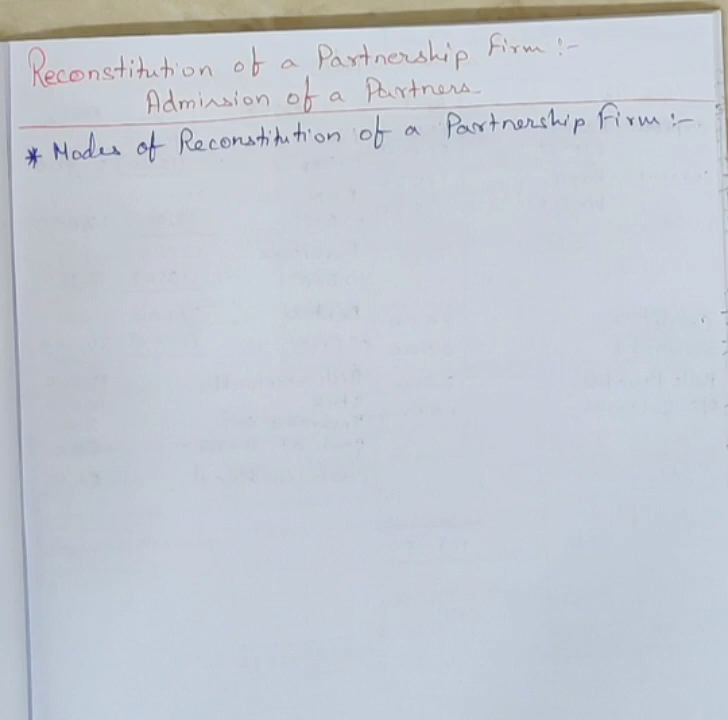 Reconstitution of a Partnership Firm :-
Admission of a Partners
* Modes of Reconstitution of a Partnership Firm :-